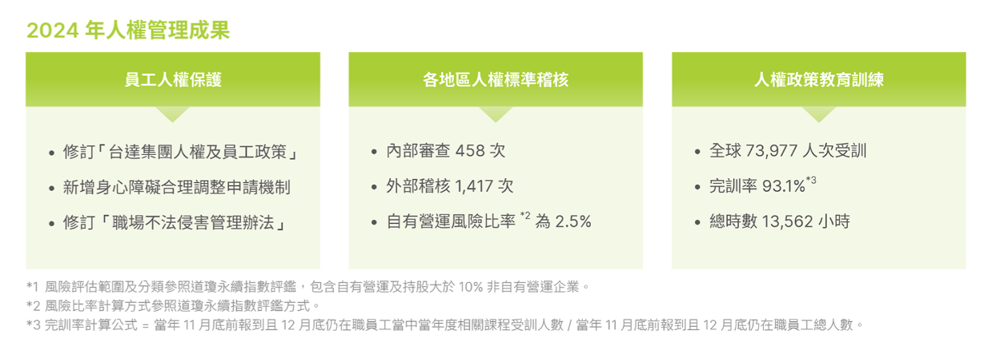 2024 年人權管理成果
員工人權保護
• 修訂「台達集團人權及員工政策」
• 新增身心障礙合理調整申請機制
• 修訂「職場不法侵害管理辦法」
各地區人權標準稽核
• 內部審查 458 次
• 外部稽核 1,417 次
• 自有營運風險比率 *2 為 2.5%
人權政策教育訓練
• 全球 73,977 人次受訓
• 完訓率 93.1%*3
• 總時數 13,562 小時
*1 風險評估範圍及分類參照道瓊永續指數評鑑，包含自有營運及持股大於 10% 非自有營運企業。
*2 風險比率計算方式參照道瓊永續指數評鑑方式。
*3 完訓率計算公式 = 當年 11 月底前報到且 12 月底仍在職員工當中當年度相關課程受訓人數 / 當年 11 月底前報到且 12 月底仍在職員工總人數。